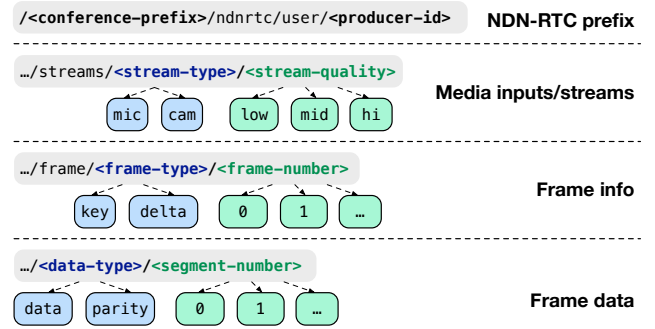 /<conference-prefix>/ndnrtc/user/<producer-id> NDN-RTC prefix
…/streams/<stream-type>/<stream-quality>
Media inputs/streams
mic cam low mid hi
…/frame/<frame-type>/<frame-number>
Frame info
key delta 0 1 …
…/<data-type>/<segment-number>
Frame data
data parity 0 1 …